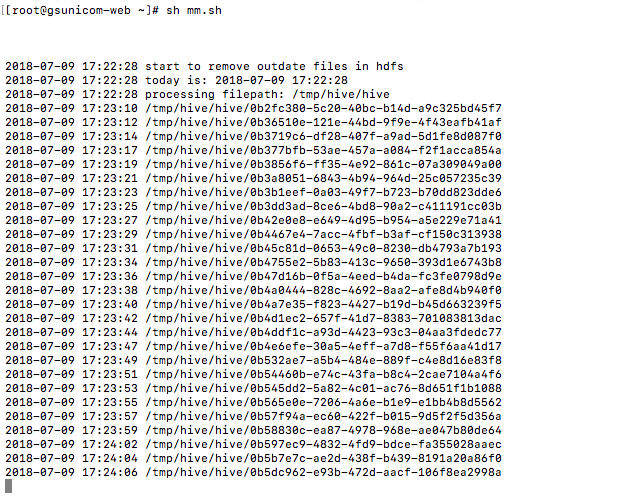 [[root@gsunicom-web ~]# sh mm.sh
2018-07-09 17:22:28 start to remove outdate files in hdfs
2018-07-09 17:22:28 today is: 2018-07-09 17:22:28
2018-07-09 17:22:28 processing filepath: /tmp/hive/hive
2018-07-09 17:23:10 /tmp/hive/hive/0b2fc380-5c20-40bc-b14d-a9c325bd45f7
2018-07-09 17:23:12 /tmp/hive/hive/0b36510e-121e-44bd-9f9e-4f43eafb41af
2018-07-09 17:23:14 /tmp/hive/hive/0b3719c6-df28-407f-a9ad-5d1fe8d087f0
2018-07-09 17:23:17 /tmp/hive/hive/0b377bfb-53ae-457a-a084-f2f1acca854a
2018-07-09 17:23:19 /tmp/hive/hive/0b3856f6-ff35-4e92-861c-07a309049a00
2018-07-09 17:23:21 /tmp/hive/hive/0b3a8051-6843-4b94-964d-25c057235c39
2018-07-09 17:23:23 /tmp/hive/hive/0b3b1eef-0a03-49f7-b723-b70dd823dde6
2018-07-09 17:23:25 /tmp/hive/hive/0b3dd3ad-8ce6-4bd8-90a2-c411191cc03b
2018-07-09 17:23:27 /tmp/hive/hive/0b42e0e8-e649-4d95-b954-a5e229e71a41
2018-07-09 17:23:29 /tmp/hive/hive/0b4467e4-7acc-4fbf-b3af-cf150c313938
2018-07-09 17:23:31 /tmp/hive/hive/0b45c81d-0653-49c0-8230-db4793a7b193
2018-07-09 17:23:34 /tmp/hive/hive/0b4755e2-5b83-413c-9650-393d1e6743b8
2018-07-09 17:23:36 /tmp/hive/hive/0b47d16b-0f5a-4eed-b4da-fc3fe0798d9e
2018-07-09 17:23:38 /tmp/hive/hive/0b4a0444-828c-4692-8aa2-afe8d4b940f0
2018-07-09 17:23:40 /tmp/hive/hive/0b4a7e35-f823-4427-b19d-b45d663239f5
2018-07-09 17:23:42 /tmp/hive/hive/0b4d1ec2-657f-41d7-8383-701083813dac
2018-07-09 17:23:44 /tmp/hive/hive/0b4ddf1c-a93d-4423-93c3-04aa3fdedc77
2018-07-09 17:23:47 /tmp/hive/hive/0b4e6efe-30a5-4eff-a7d8-f55f6aa41d17
2018-07-09 17:23:49 /tmp/hive/hive/0b532ae7-a5b4-484e-889f-c4e8d16e83f8
2018-07-09 17:23:51 /tmp/hive/hive/0b54460b-e74c-43fa-b8c4-2cae7104a4f6
2018-07-09 17:23:53 /tmp/hive/hive/0b545dd2-5a82-4c01-ac76-8d651f1b1088
2018-07-09 17:23:55 /tmp/hive/hive/0b565e0e-7206-4a6e-b1e9-e1bb4b8d5562
2018-07-09 17:23:57 /tmp/hive/hive/0b57f94a-ec60-422f-b015-9d5f2f5d356a
2018-07-09 17:23:59 /tmp/hive/hive/0b58830c-ea87-4978-968e-ae047b80de64
2018-07-09 17:24:02 /tmp/hive/hive/0b597ec9-4832-4fd9-bdce-fa355028aaec
2018-07-09 17:24:04 /tmp/hive/hive/0b5b7e7c-ae2d-438f-b439-8191a20a86f0
2018-07-09 17:24:06 /tmp/hive/hive/0b5dc962-e93b-472d-aacf-106f8ea2998a